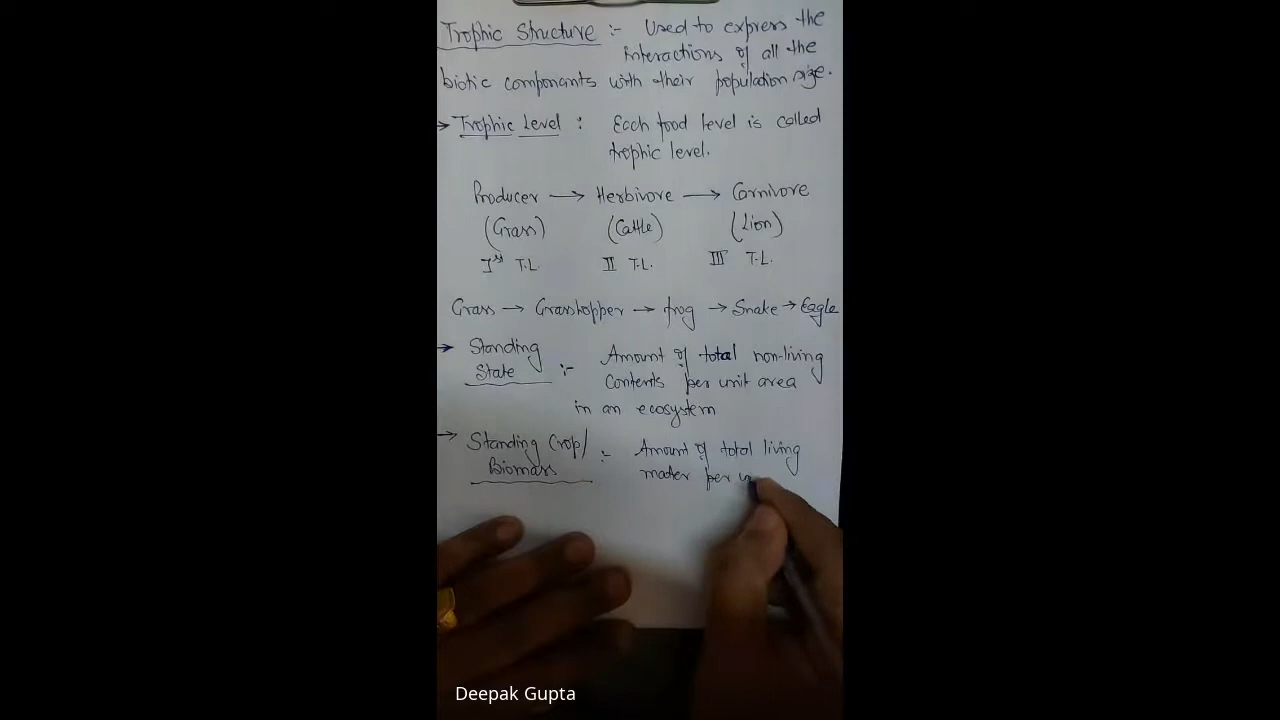 Trophic Structure :- Used to express the
interactions of all the
biotic componants with their population size.
→ Trophic Level : Each food level is called
trophic level.
Producer → Herbivore → Carnivore
(Grass) (Cattle) (Lion)
Ist T.L. II T.L. III T.L.
Grass → Grasshopper → frog → Snake → Eagle
→ Standing State :- Amount of total non-living
contents per unit area
in an ecosystem
→ Standing Crop/ Biomass :- Amount of total living
mater per
Deepak Gupta